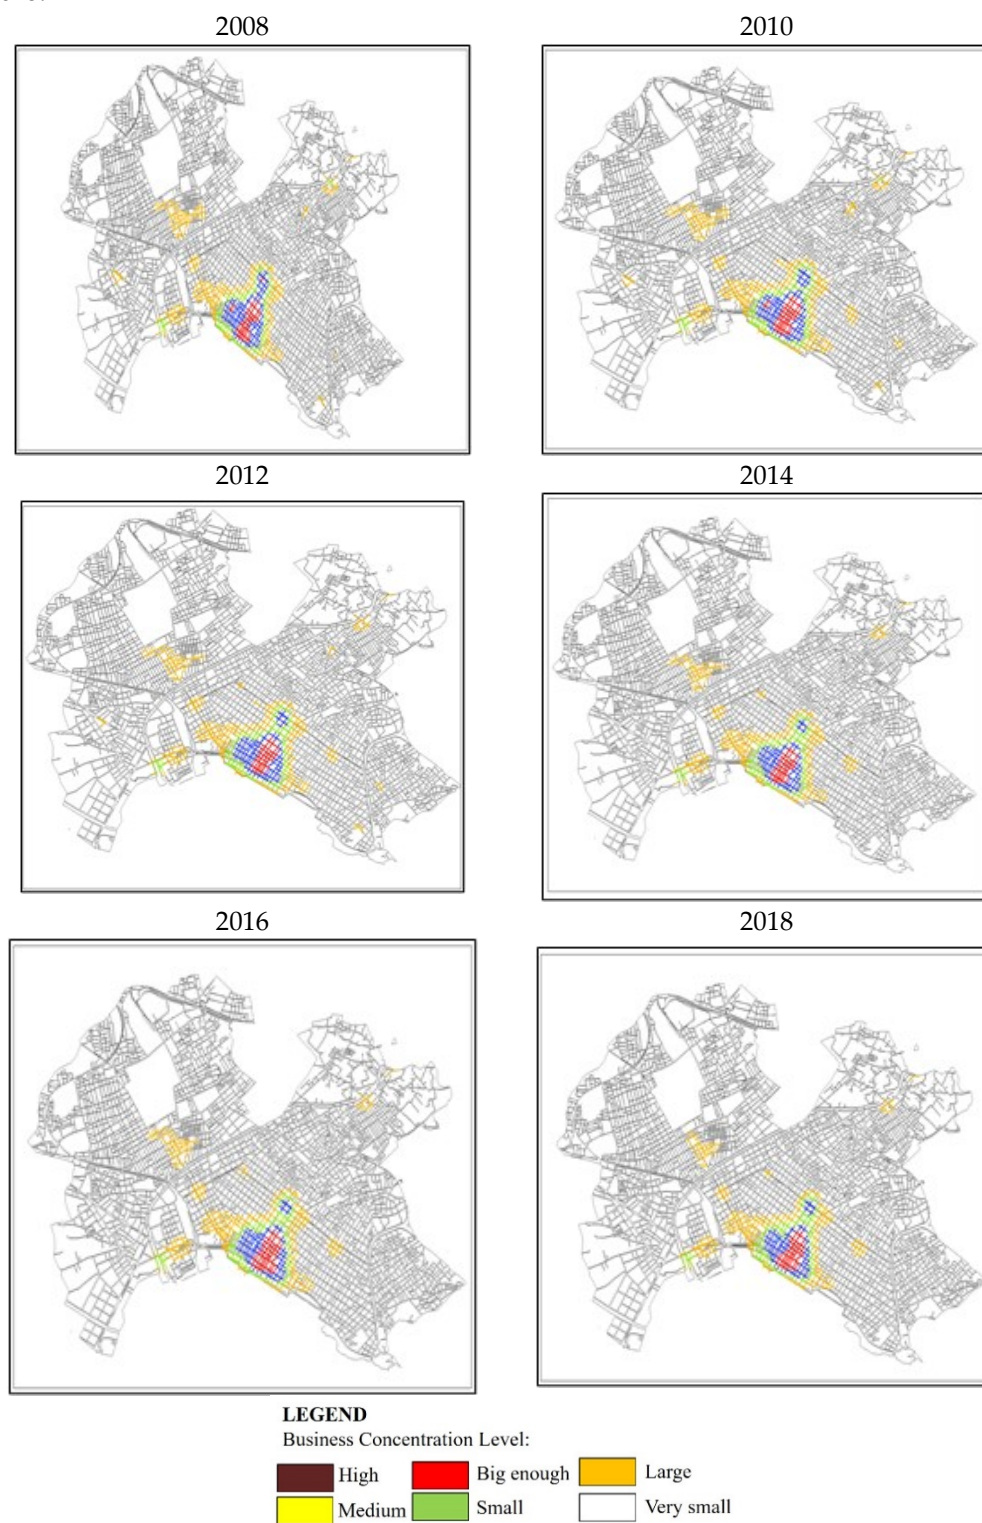 2008 2010
2012 2014
2016 2018
LEGEND
Business Concentration Level:
High Big enough Large
Medium Small Very small